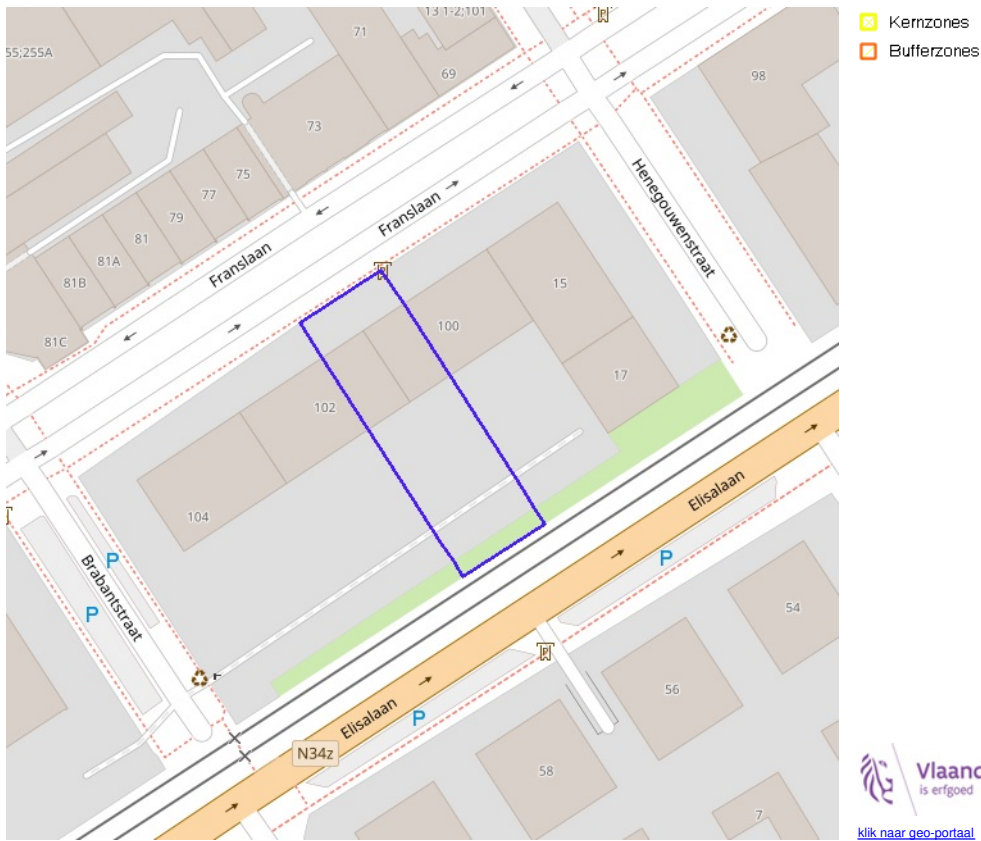 13 1-2;101
71
55;255A
69
98
73
75
77
79
81
81A
81B
81C
Henegouwenstraat
Franslaan
Franslaan
15
100
17
102
104
Elisalaan
P
P
P
Brabantstraat
54
56
P
Elisalaan
N34z
58
7
Kernzones
Bufferzones
Vlaand
is erfgoed
klik naar geo-portaal